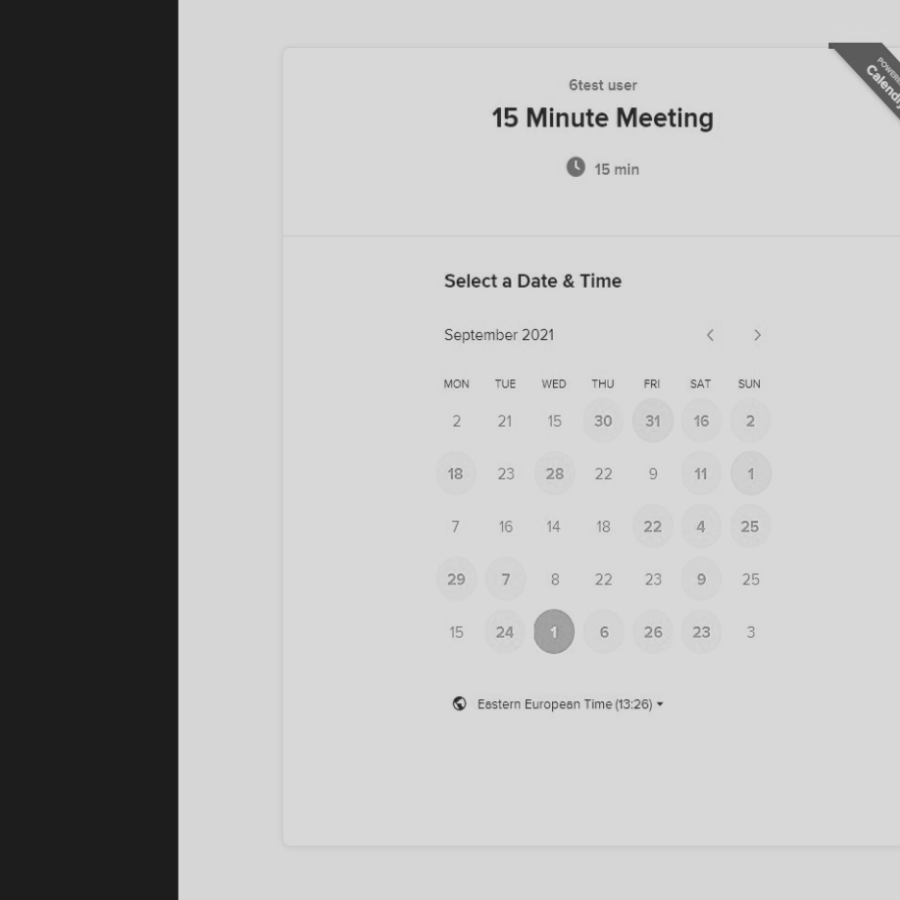 POWERED
Calendly
6test user
15 Minute Meeting
15 min
Select a Date & Time
September 2021
MON TUE WED THU FRI SAT SUN
2 21 15 30 31 16 2
18 23 28 22 9 11 1
7 16 14 18 22 4 25
29 7 8 22 23 9 25
15 24 1 6 26 23 3
Eastern European Time (13:26)